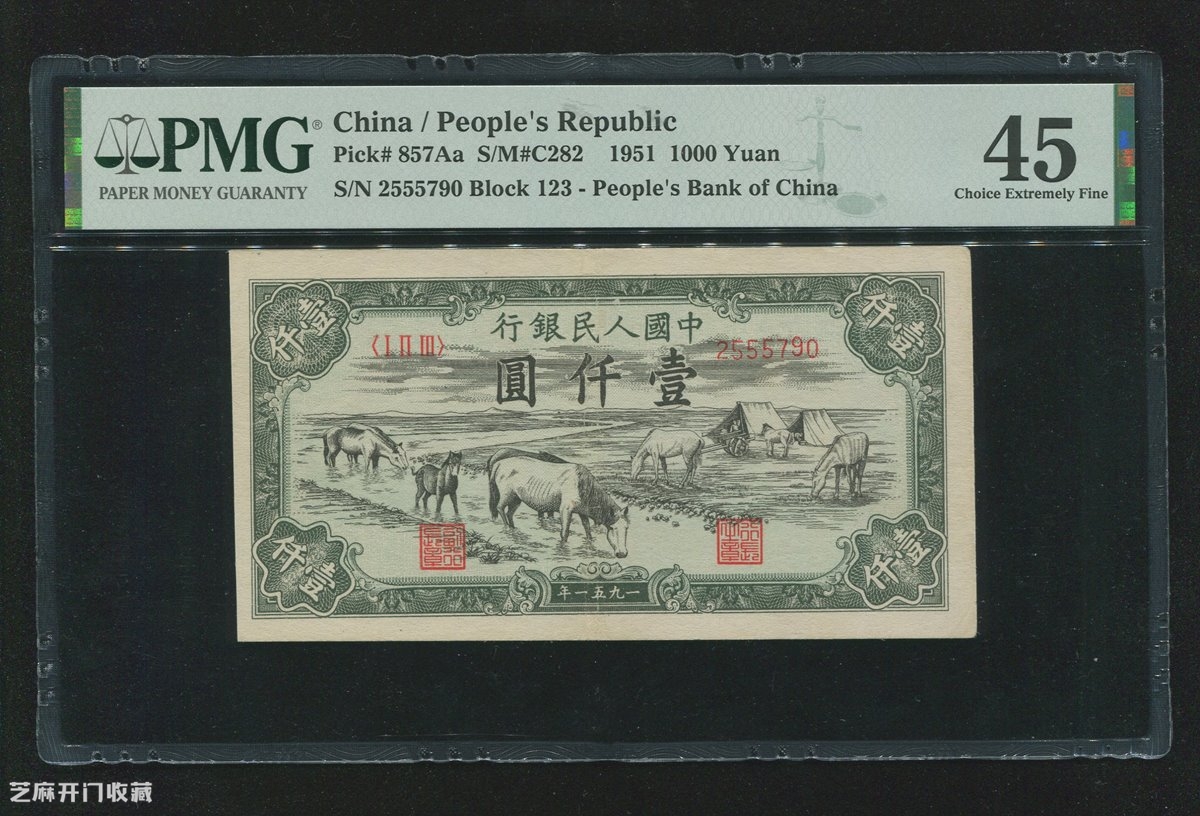 PMG®
PAPER MONEY GUARANTY
China / People's Republic
Pick# 857Aa S/M#C282 1951 1000 Yuan
S/N 2555790 Block 123 - People's Bank of China
45
Choice Extremely Fine
行銀民人國中
〈I II III〉
2555790
圓仟壹
壹仟
壹仟
壹仟
壹仟
年一五九一
芝麻开门收藏